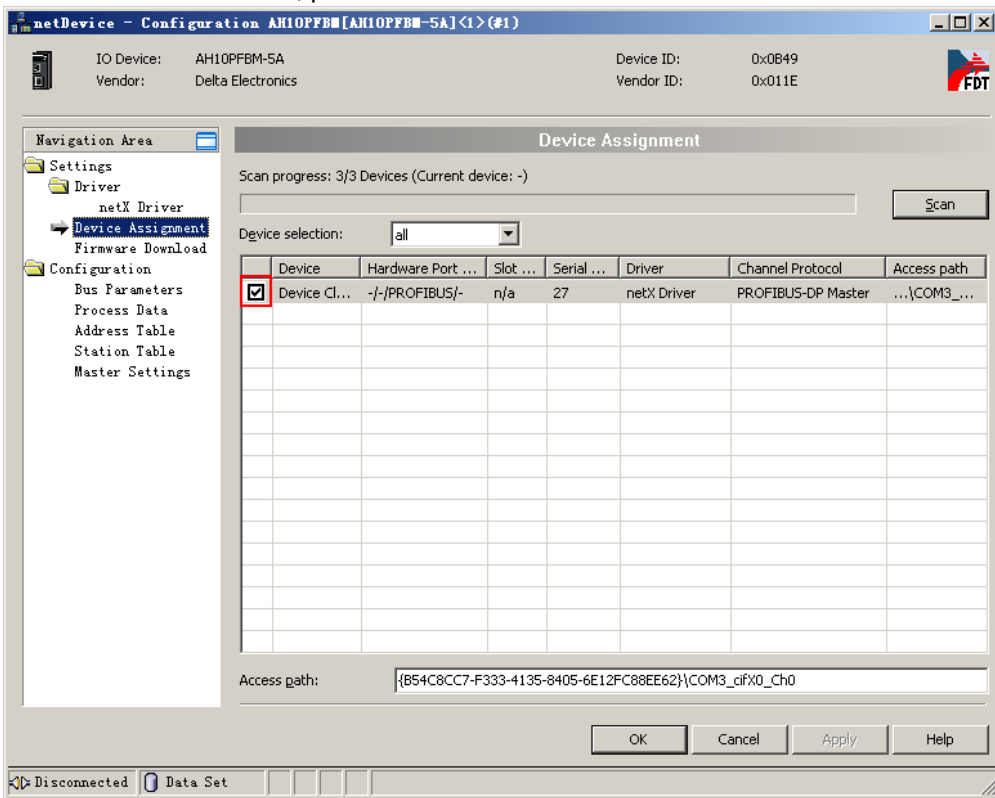 netDevice - Configuration AH10PFBM[AH10PFBM-5A]<1>(#1)
IO Device: AH10PFBM-5A Device ID: 0x0B49
Vendor: Delta Electronics Vendor ID: 0x011E
FDT
Navigation Area
Settings
Driver
netX Driver
Device Assignment
Firmware Download
Configuration
Bus Parameters
Process Data
Address Table
Station Table
Master Settings
Device Assignment
Scan progress: 3/3 Devices (Current device: -)
Scan
Device selection: all
Device Hardware Port ... Slot ... Serial ... Driver Channel Protocol Access path
Device Cl... -/-/PROFIBUS/- n/a 27 netX Driver PROFIBUS-DP Master ...\COM3_...
Access path: {B54C8CC7-F333-4135-8405-6E12FC88EE62}\COM3_cifX0_Ch0
OK Cancel Apply Help
Disconnected Data Set